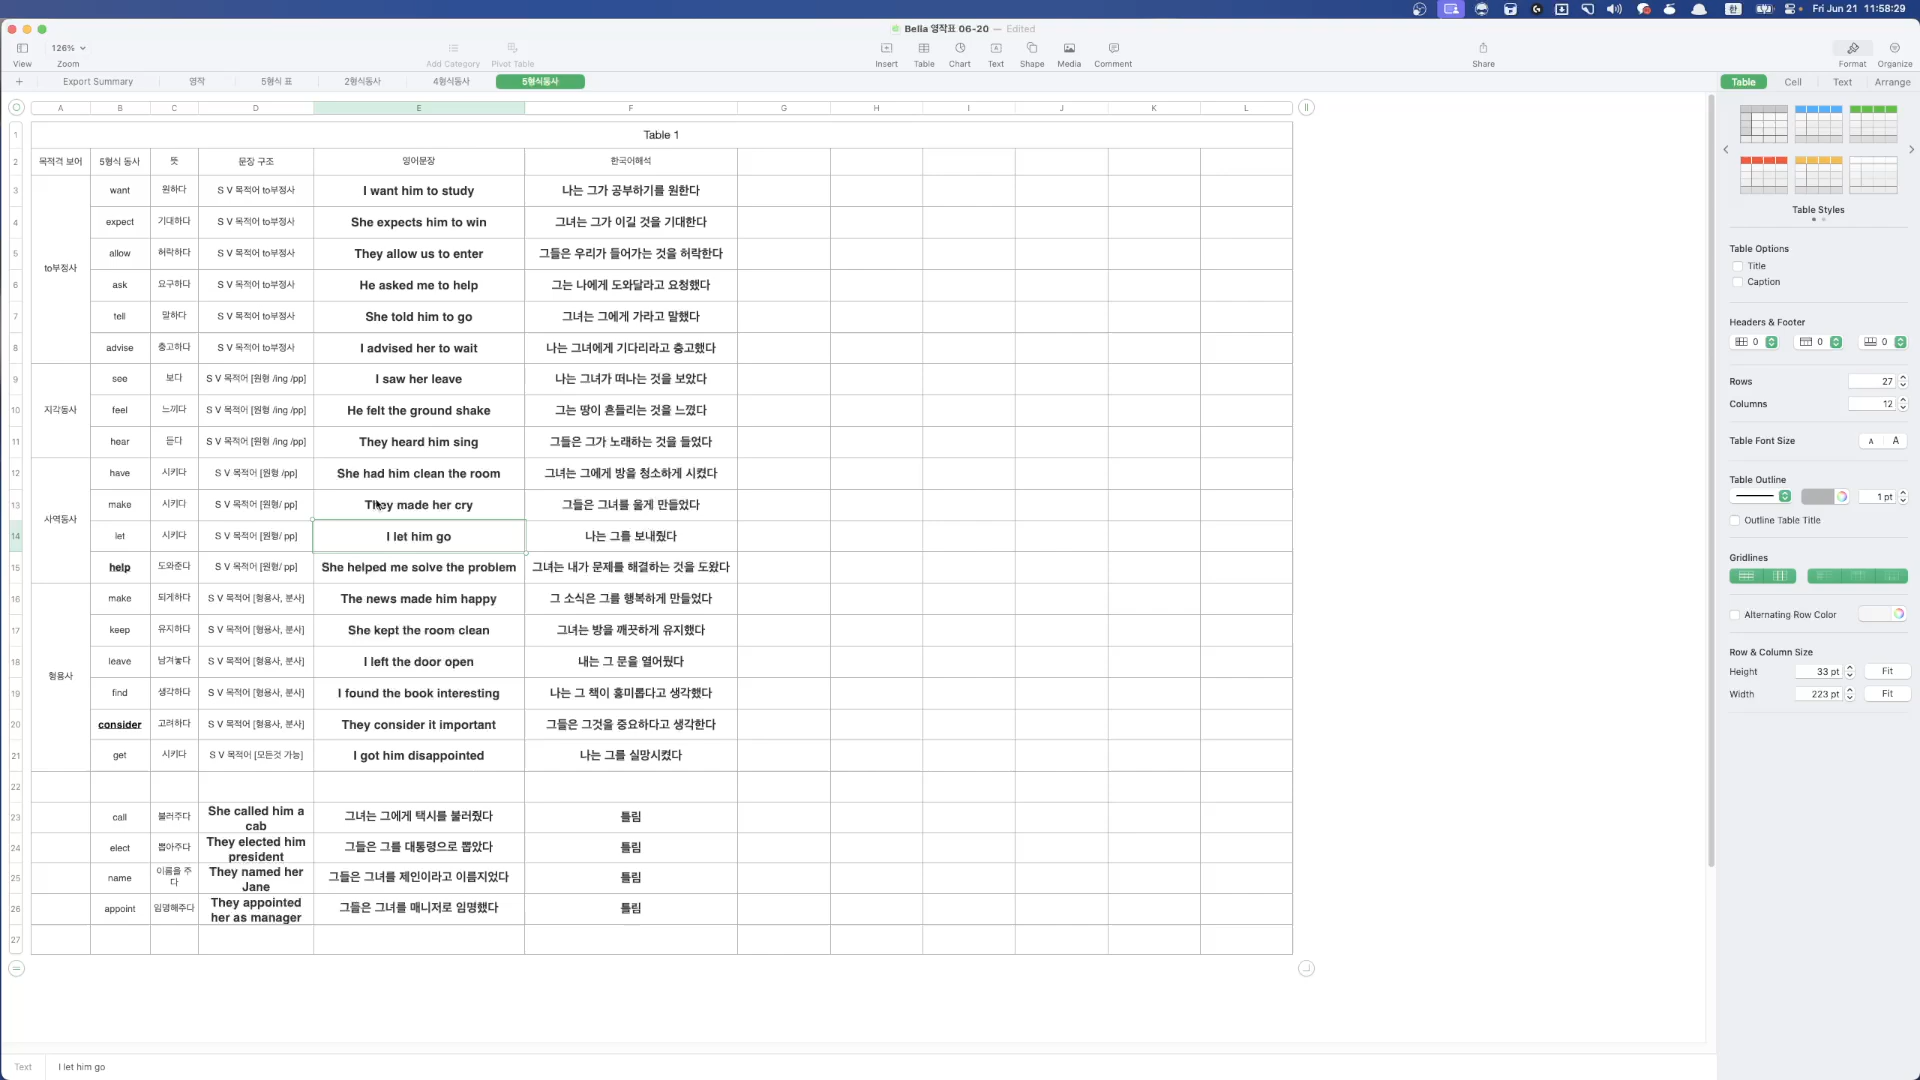 Fri Jun 21 11:58:29
Bella 영작표 06-20 — Edited
126%
View
Zoom
Add Category
Pivot Table
Insert
Table
Chart
Text
Shape
Media
Comment
Share
Format
Organize
+ Export Summary 영작 5형식 표 2형식동사 4형식동사 5형식동사
Table Cell Text Arrange
A B C D E F G H I J K L
1 Table 1
2 목적격 보어 5형식 동사 뜻 문장 구조 영어문장 한국어해석
3 want 원하다 S V 목적어 to부정사 I want him to study 나는 그가 공부하기를 원한다
4 expect 기대하다 S V 목적어 to부정사 She expects him to win 그녀는 그가 이길 것을 기대한다
5 allow 허락하다 S V 목적어 to부정사 They allow us to enter 그들은 우리가 들어가는 것을 허락한다
to부정사
6 ask 요구하다 S V 목적어 to부정사 He asked me to help 그는 나에게 도와달라고 요청했다
7 tell 말하다 S V 목적어 to부정사 She told him to go 그녀는 그에게 가라고 말했다
8 advise 충고하다 S V 목적어 to부정사 I advised her to wait 나는 그녀에게 기다리라고 충고했다
9 see 보다 S V 목적어 [원형 /ing /pp] I saw her leave 나는 그녀가 떠나는 것을 보았다
10 지각동사 feel 느끼다 S V 목적어 [원형 /ing /pp] He felt the ground shake 그는 땅이 흔들리는 것을 느꼈다
11 hear 듣다 S V 목적어 [원형 /ing /pp] They heard him sing 그들은 그가 노래하는 것을 들었다
12 have 시키다 S V 목적어 [원형 /pp] She had him clean the room 그녀는 그에게 방을 청소하게 시켰다
13 make 시키다 S V 목적어 [원형/ pp] They made her cry 그들은 그녀를 울게 만들었다
사역동사
14 let 시키다 S V 목적어 [원형/ pp] I let him go 나는 그를 보내줬다
15 help 도와준다 S V 목적어 [원형/ pp] She helped me solve the problem 그녀는 내가 문제를 해결하는 것을 도왔다
16 make 되게하다 S V 목적어 [형용사, 분사] The news made him happy 그 소식은 그를 행복하게 만들었다
17 keep 유지하다 S V 목적어 [형용사, 분사] She kept the room clean 그녀는 방을 깨끗하게 유지했다
18 leave 남겨놓다 S V 목적어 [형용사, 분사] I left the door open 내는 그 문을 열어뒀다
형용사
19 find 생각하다 S V 목적어 [형용사, 분사] I found the book interesting 나는 그 책이 흥미롭다고 생각했다
20 consider 고려하다 S V 목적어 [형용사, 분사] They consider it important 그들은 그것을 중요하다고 생각한다
21 get 시키다 S V 목적어 [모든것 가능] I got him disappointed 나는 그를 실망시켰다
22
23 call 불러주다 She called him a cab 그녀는 그에게 택시를 불러줬다 틀림
24 elect 뽑아주다 They elected him president 그들은 그를 대통령으로 뽑았다 틀림
25 name 이름을 주다 They named her Jane 그들은 그녀를 제인이라고 이름지었다 틀림
26 appoint 임명해주다 They appointed her as manager 그들은 그녀를 매니저로 임명했다 틀림
27
Table Styles
Table Options
Title
Caption
Headers & Footer
0 0 0
Rows 27
Columns 12
Table Font Size A A
Table Outline
1 pt
Outline Table Title
Gridlines
Alternating Row Color
Row & Column Size
Height 33 pt Fit
Width 223 pt Fit
Text I let him go